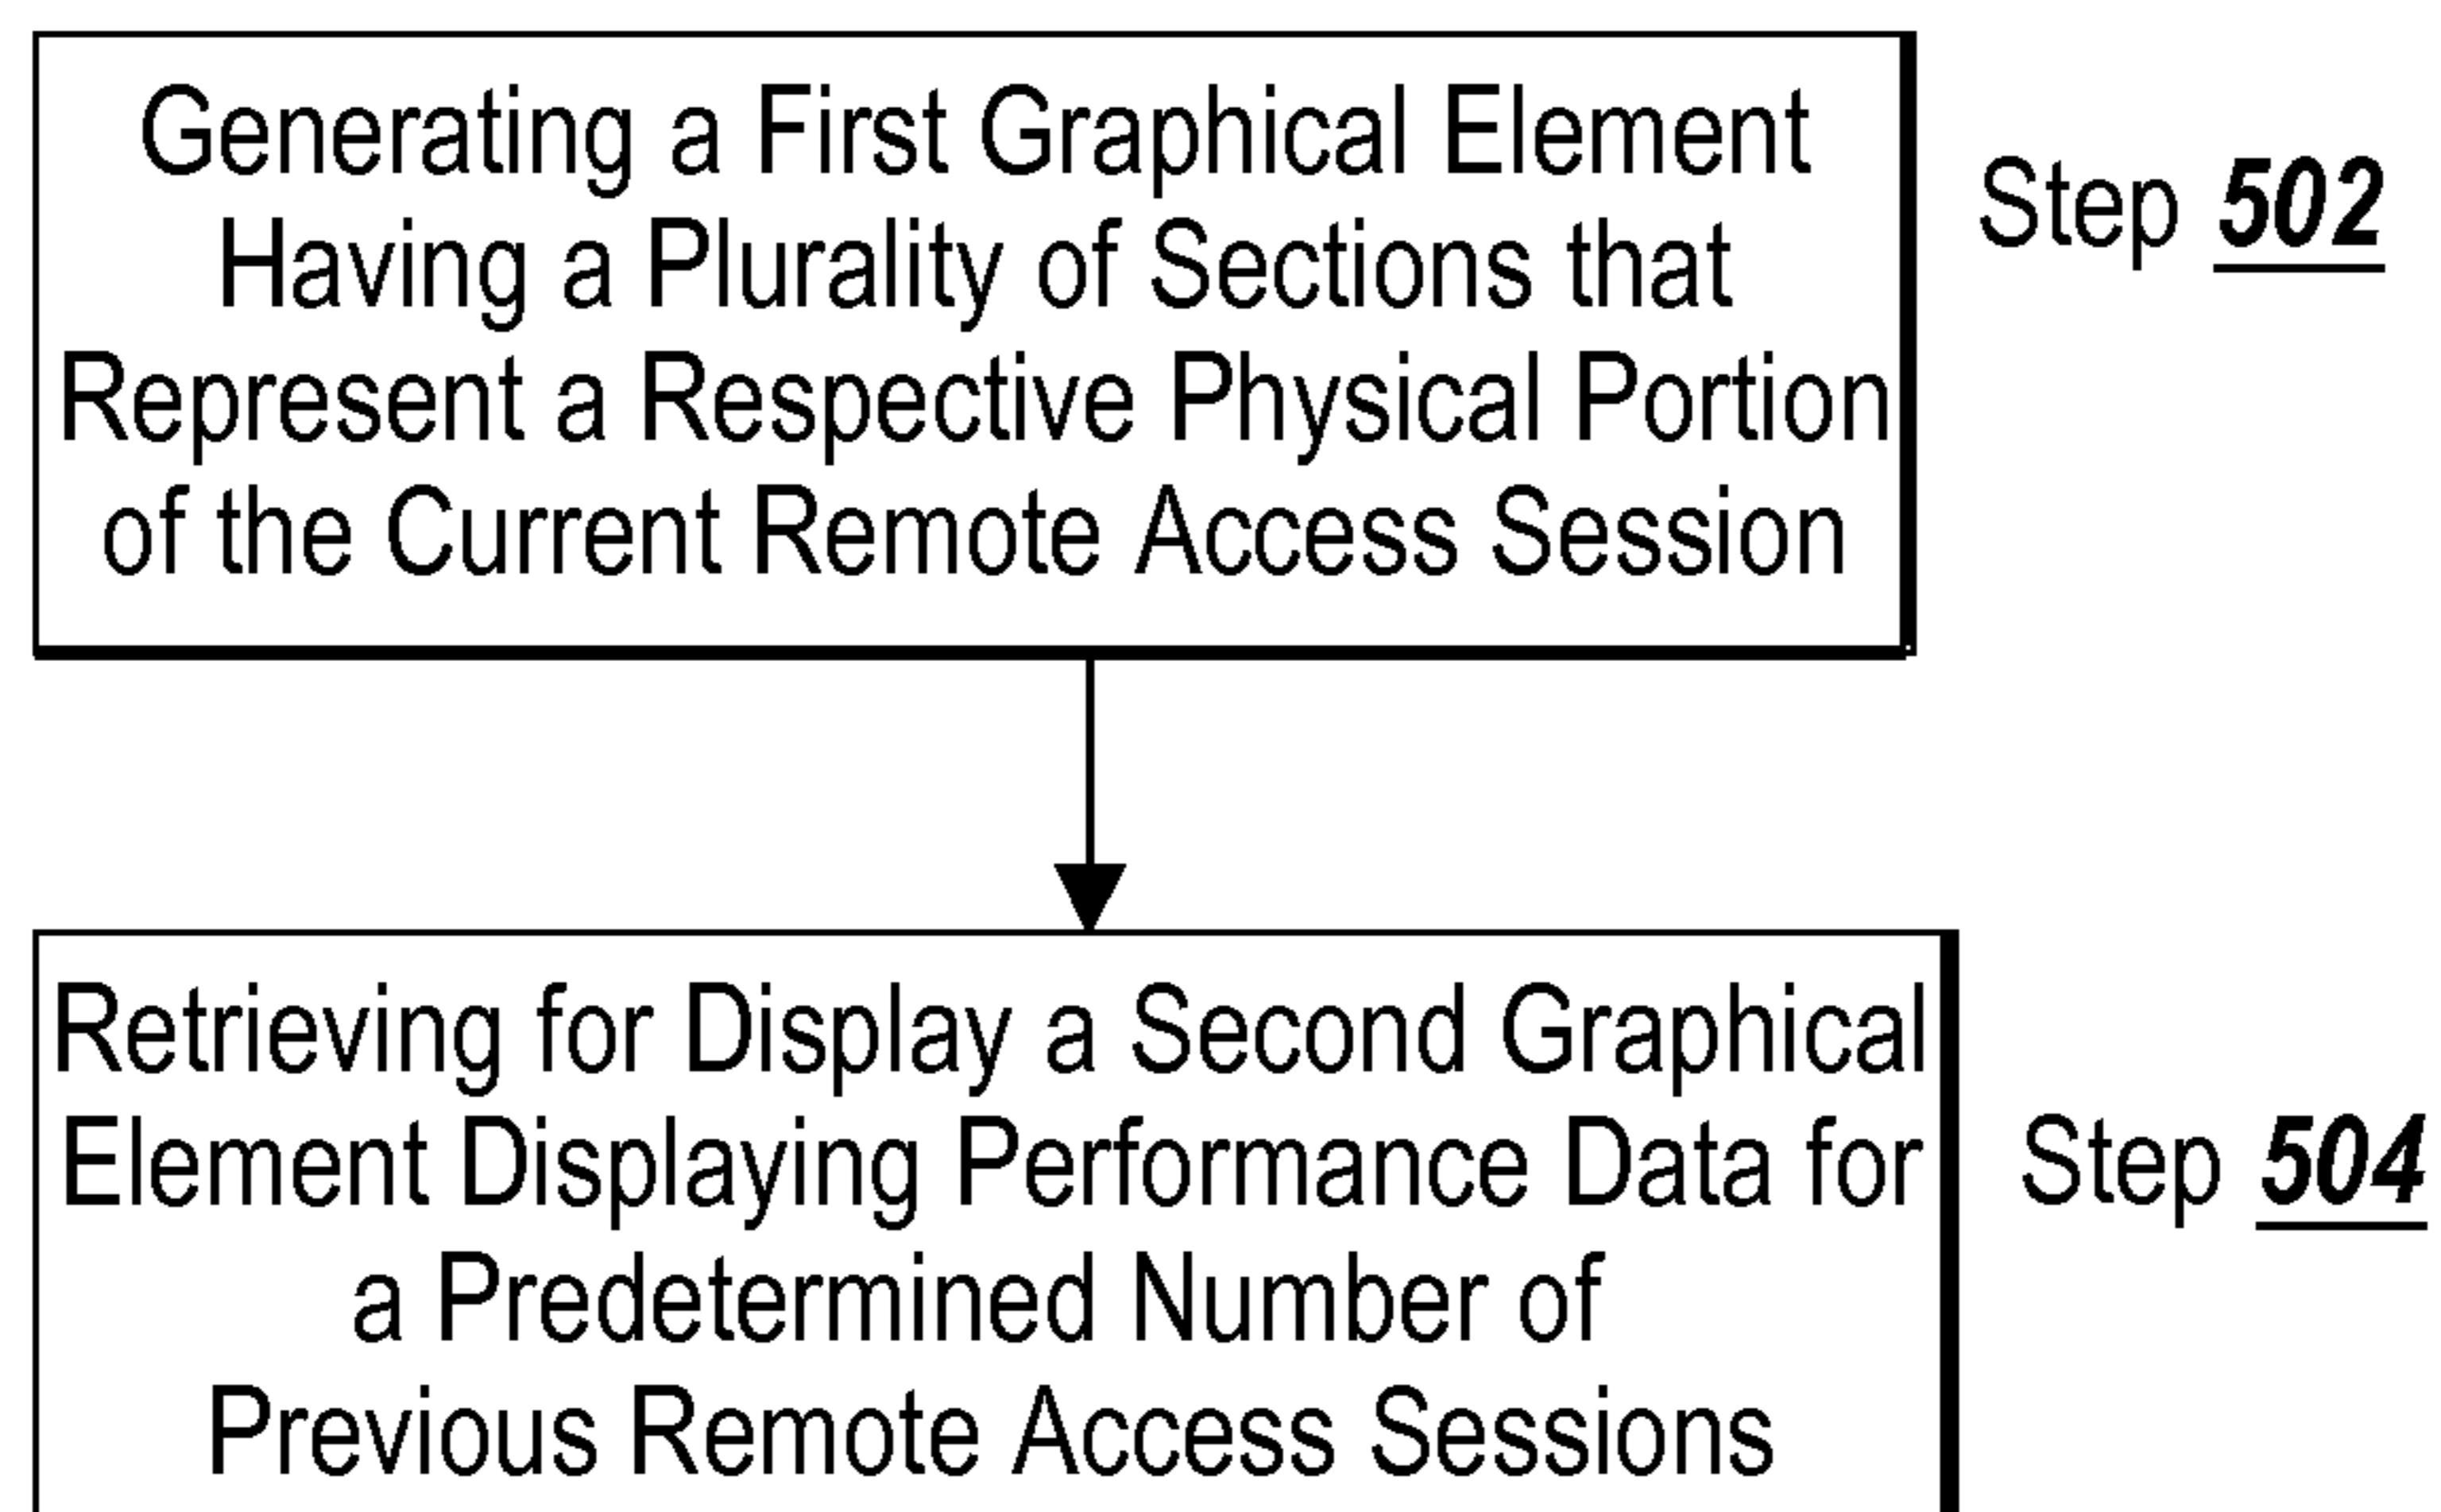 Generating a First Graphical Element
Having a Plurality of Sections that
Represent a Respective Physical Portion
of the Current Remote Access Session
Step 502
Retrieving for Display a Second Graphical
Element Displaying Performance Data for
a Predetermined Number of
Previous Remote Access Sessions
Step 504